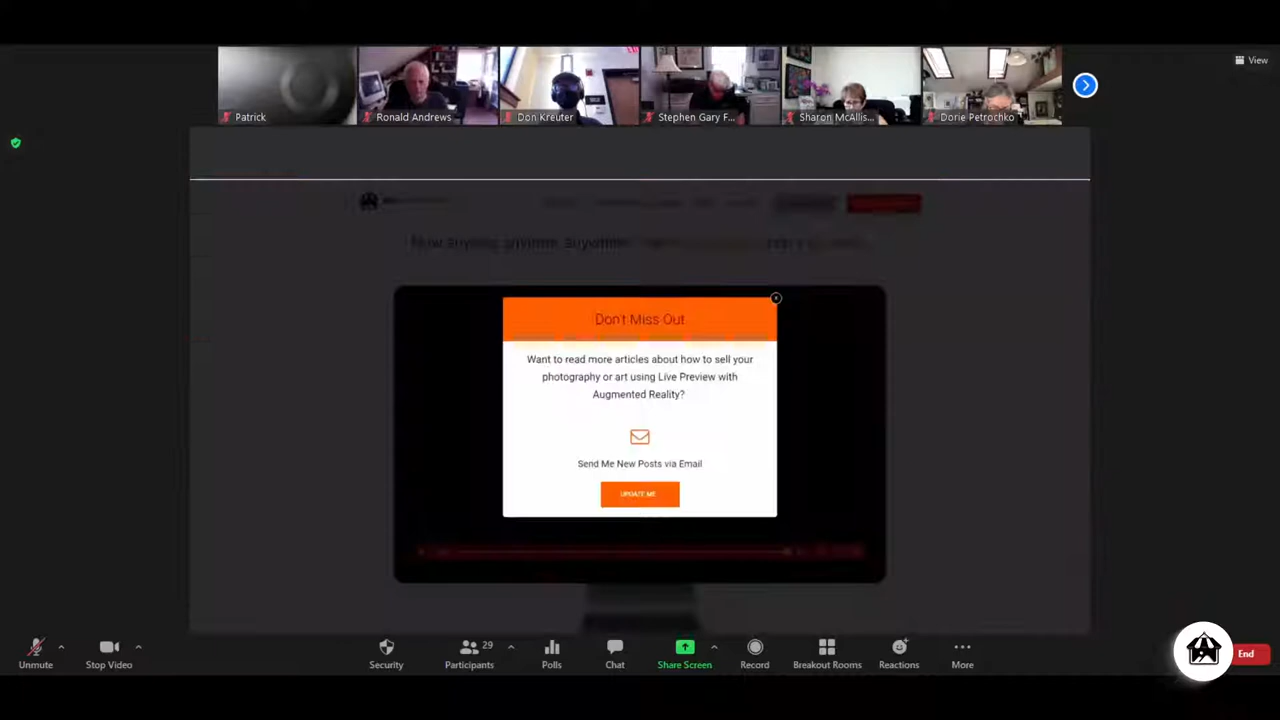 View
Patrick
Ronald Andrews
Don Kreuter
Stephen Gary F...
Sharon McAllis...
Dorie Petrochko
Don't Miss Out
Want to read more articles about how to sell your
photography or art using Live Preview with
Augmented Reality?
Send Me New Posts via Email
UPDATE ME
29
Unmute
Stop Video
Security
Participants
Polls
Chat
Share Screen
Record
Breakout Rooms
Reactions
More
End